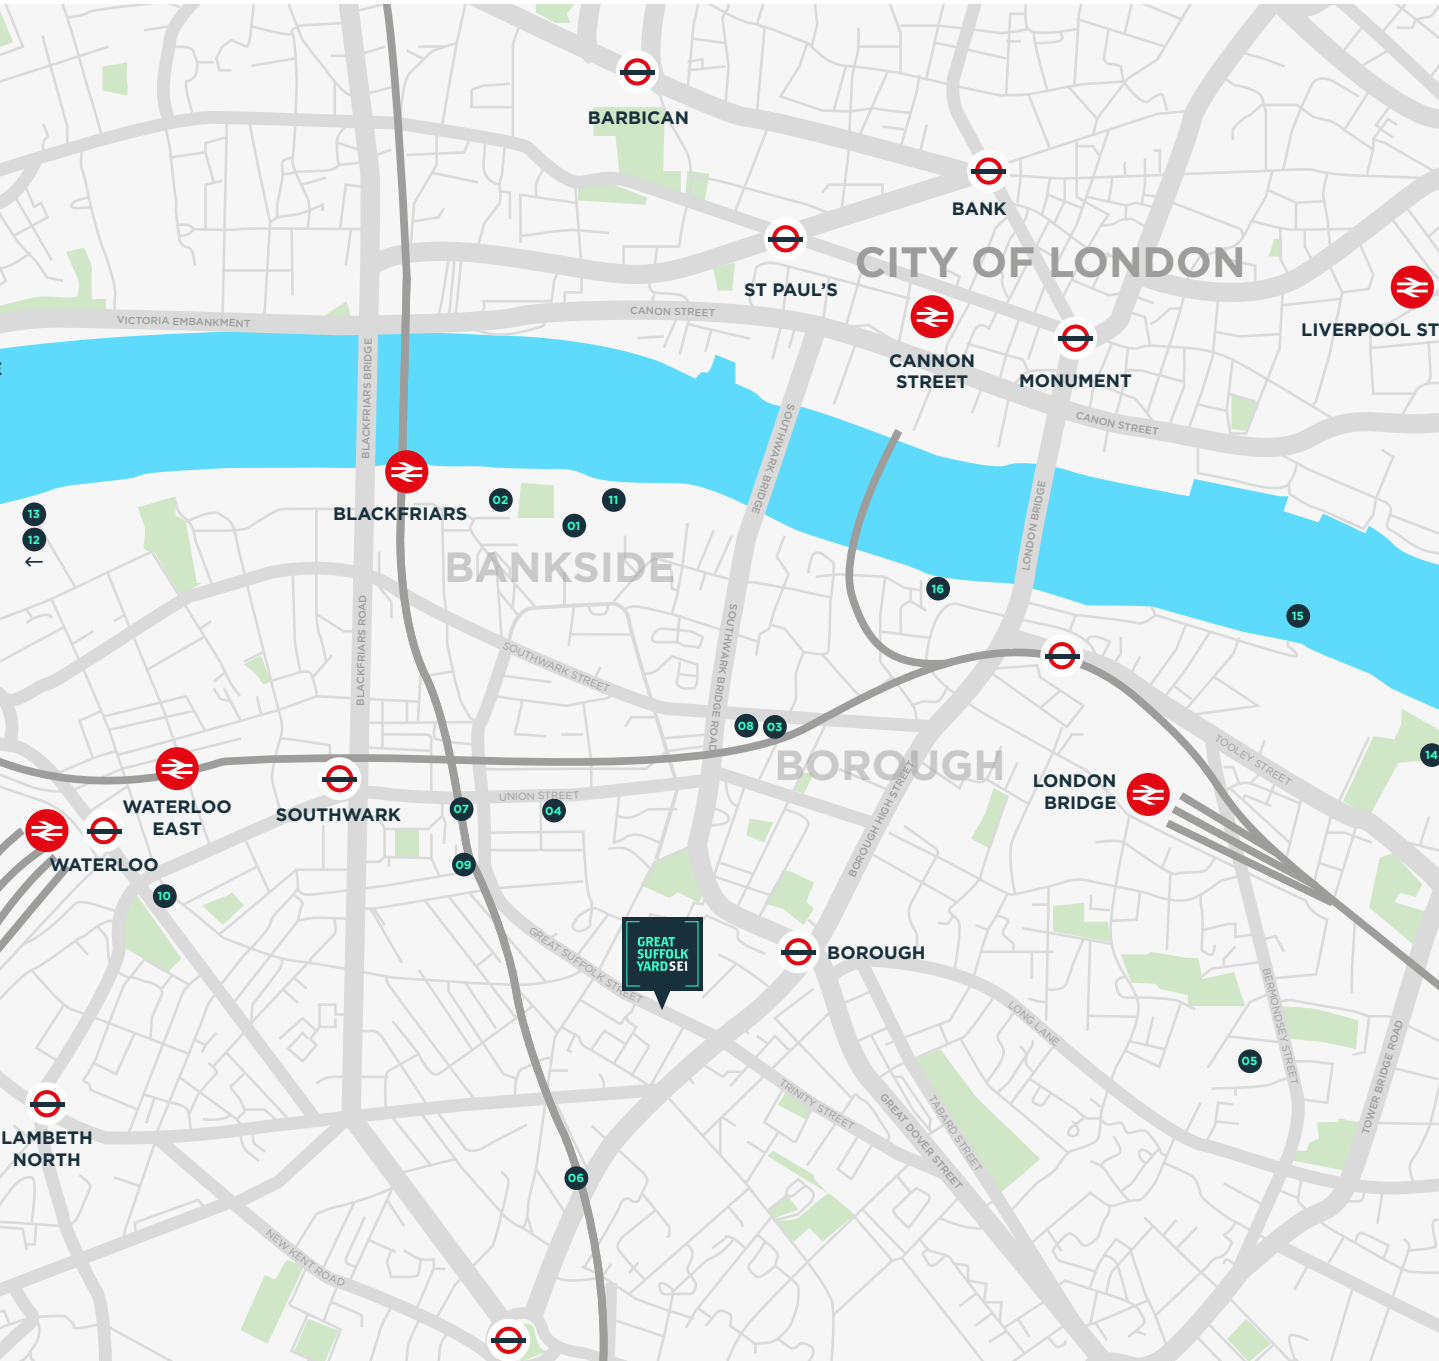 BARBICAN
BANK
ST PAUL'S
CITY OF LONDON
LIVERPOOL ST
VICTORIA EMBANKMENT
CANON STREET
CANNON
STREET
MONUMENT
E
CANON STREET
BLACKFRIARS BRIDGE
SOUTHWARK BRIDGE
LONDON BRIDGE
BLACKFRIARS
02
11
01
13
12
←
BANKSIDE
16
15
BLACKFRIARS ROAD
SOUTHWARK STREET
SOUTHWARK BRIDGE ROAD
08
03
BOROUGH
TOOLEY STREET
14
LONDON
BRIDGE
WATERLOO
EAST
SOUTHWARK
07
UNION STREET
04
BOROUGH HIGH STREET
WATERLOO
09
10
GREAT
SUFFOLK
YARDSE1
GREAT SUFFOLK STREET
BOROUGH
LONG LANE
BERMONDSEY STREET
05
TOWER BRIDGE ROAD
TRINITY STREET
GREAT DOVER STREET
TABARD STREET
LAMBETH
NORTH
06
NEW KENT ROAD